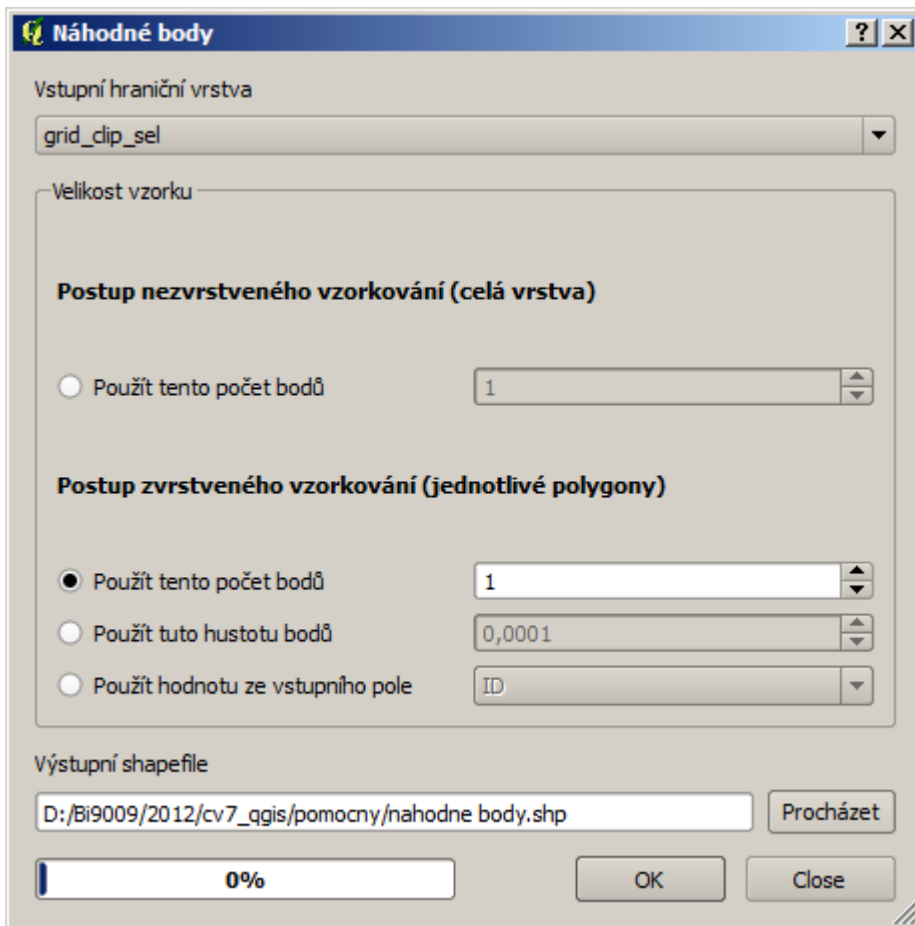 Náhodné body
Vstupní hraniční vrstva
grid_clip_sel
Velikost vzorku
Postup nezvrstveného vzorkování (celá vrstva)
Použít tento počet bodů 1
Postup zvrstveného vzorkování (jednotlivé polygony)
Použít tento počet bodů 1
Použít tuto hustotu bodů 0,0001
Použít hodnotu ze vstupního pole ID
Výstupní shapefile
D:/Bi9009/2012/cv7_qgis/pomocny/nahodne body.shp Procházet
0% OK Close